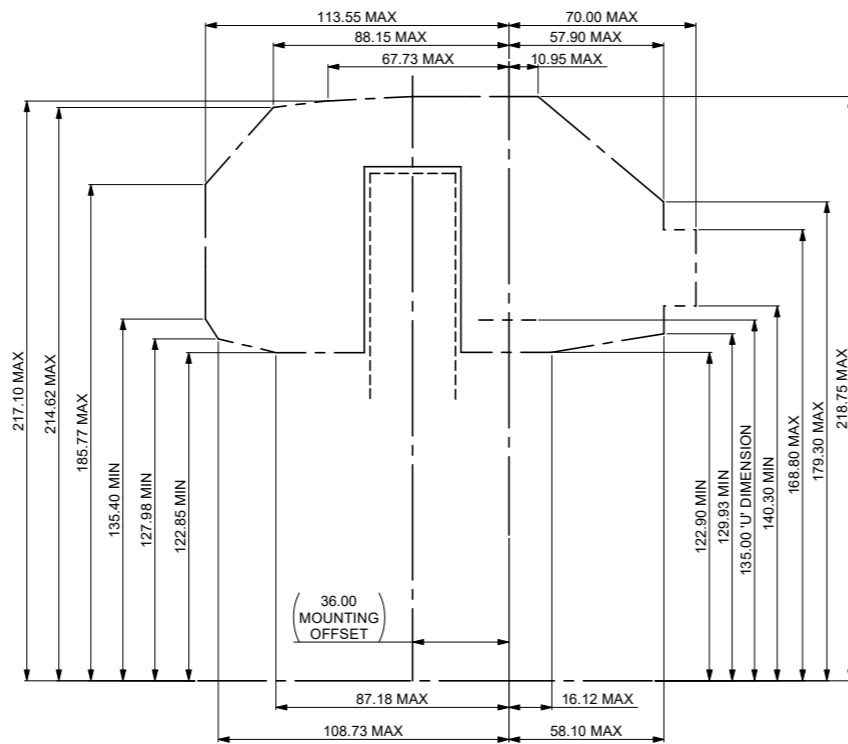 113.55 MAX
70.00 MAX
88.15 MAX
57.90 MAX
67.73 MAX
10.95 MAX
217.10 MAX
214.62 MAX
185.77 MAX
135.40 MIN
127.98 MIN
122.85 MIN
122.90 MIN
129.93 MIN
135.00 'U' DIMENSION
140.30 MIN
168.80 MAX
179.30 MAX
218.75 MAX
36.00
MOUNTING
OFFSET
87.18 MAX
16.12 MAX
108.73 MAX
58.10 MAX